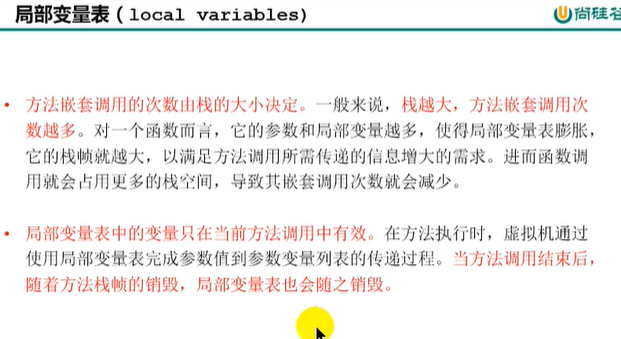 局部变量表(local variables)
尚硅谷
• 方法嵌套调用的次数由栈的大小决定。一般来说,栈越大,方法嵌套调用次
数越多。对一个函数而言,它的参数和局部变量越多,使得局部变量表膨胀,
它的栈帧就越大,以满足方法调用所需传递的信息增大的需求。进而函数调
用就会占用更多的栈空间,导致其嵌套调用次数就会减少。
• 局部变量表中的变量只在当前方法调用中有效。在方法执行时,虚拟机通过
使用局部变量表完成参数值到参数变量列表的传递过程。当方法调用结束后,
随着方法栈帧的销毁,局部变量表也会随之销毁。